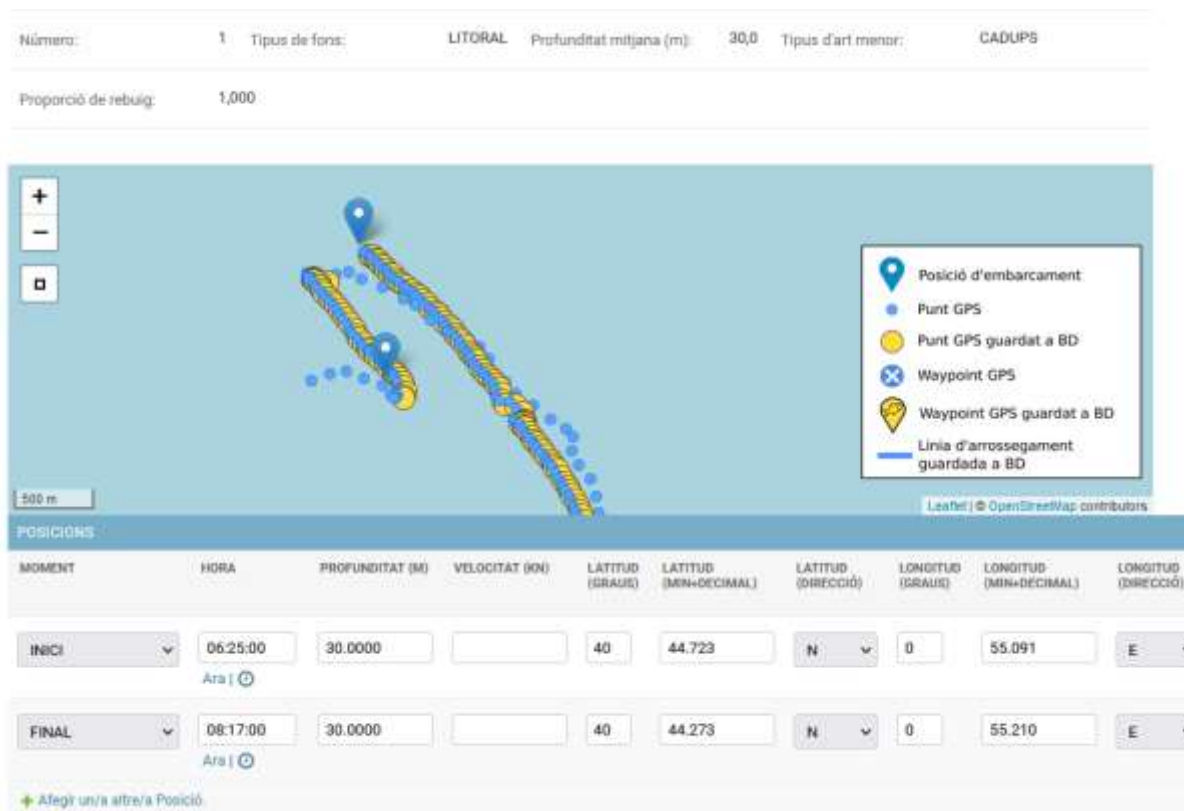 Número: 1 Tipus de fons: LITORAL Profunditat mitjana (m): 30,0 Tipus d'art menor: CADUPS
Proporció de rebuig: 1,000
+
−
Posició d'embarcament
Punt GPS
Punt GPS guardat a BD
Waypoint GPS
Waypoint GPS guardat a BD
Linia d'arrossegament
guardada a BD
500 m
Leaflet | © OpenStreetMap contributors
POSICIONS
MOMENT HORA PROFUNDITAT (M) VELOCITAT (KN) LATITUD (GRAUS) LATITUD (MIN+DECIMAL) LATITUD (DIRECCIÓ) LONGITUD (GRAUS) LONGITUD (MIN+DECIMAL) LONGITUD (DIRECCIÓ)
INICI 06:25:00 30.0000 40 44.723 N 0 55.091 E
Ara |
FINAL 08:17:00 30.0000 40 44.273 N 0 55.210 E
Ara |
Afegir un/a altre/a Posició.